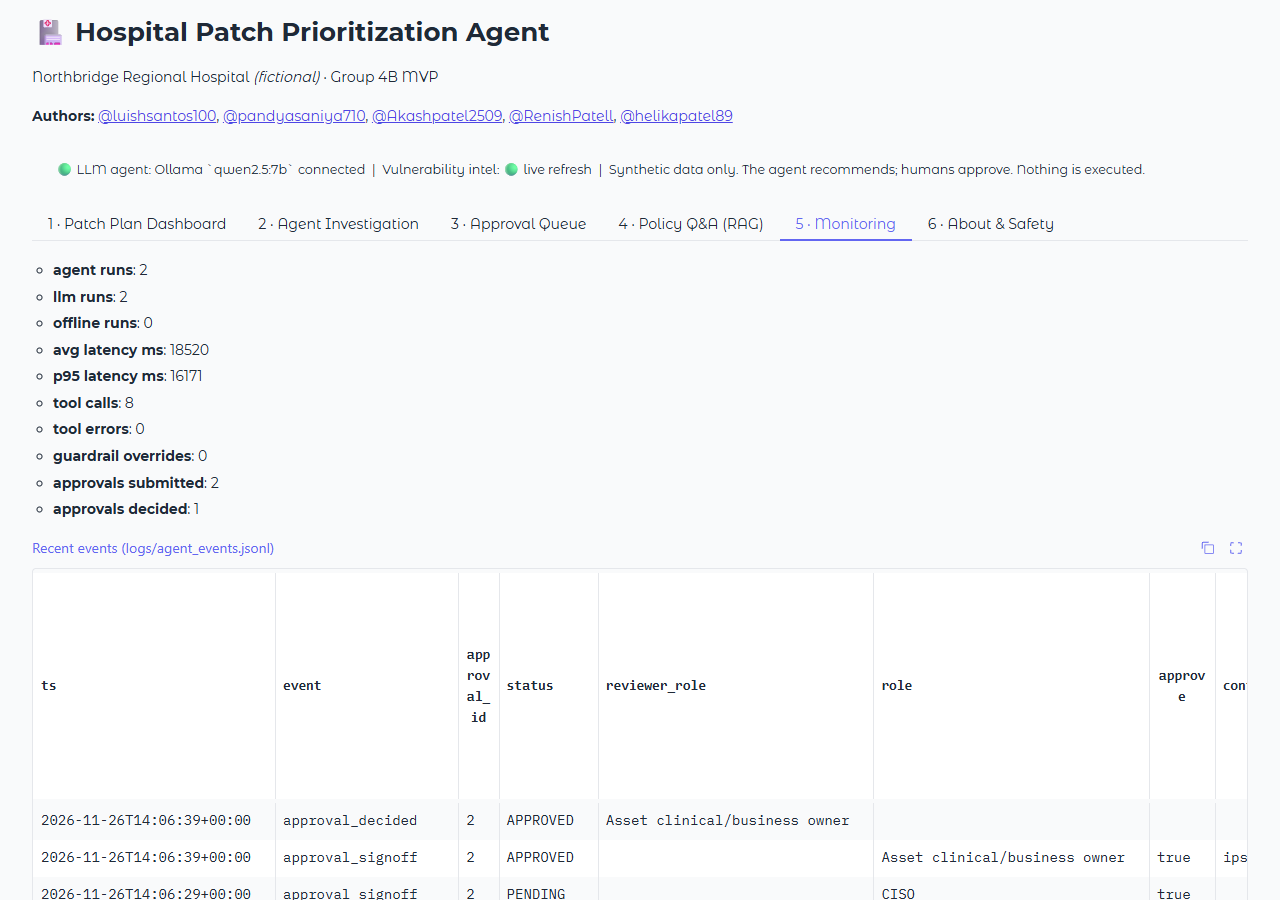 Hospital Patch Prioritization Agent
Northbridge Regional Hospital (fictional) · Group 4B MVP
Authors: @luishsantos100, @pandyasaniya710, @Akashpatel2509, @RenishPatell, @helikapatel89
LLM agent: Ollama `qwen2.5:7b` connected | Vulnerability intel: live refresh | Synthetic data only. The agent recommends; humans approve. Nothing is executed.
1 · Patch Plan Dashboard 2 · Agent Investigation 3 · Approval Queue 4 · Policy Q&A (RAG) 5 · Monitoring 6 · About & Safety
agent runs: 2
llm runs: 2
offline runs: 0
avg latency ms: 18520
p95 latency ms: 16171
tool calls: 8
tool errors: 0
guardrail overrides: 0
approvals submitted: 2
approvals decided: 1
Recent events (logs/agent_events.jsonl)
ts event approval_id status reviewer_role role approve con
2026-11-26T14:06:39+00:00 approval_decided 2 APPROVED Asset clinical/business owner
2026-11-26T14:06:39+00:00 approval_signoff 2 APPROVED Asset clinical/business owner true ips
2026-11-26T14:06:29+00:00 approval_signoff 2 PENDING CISO true